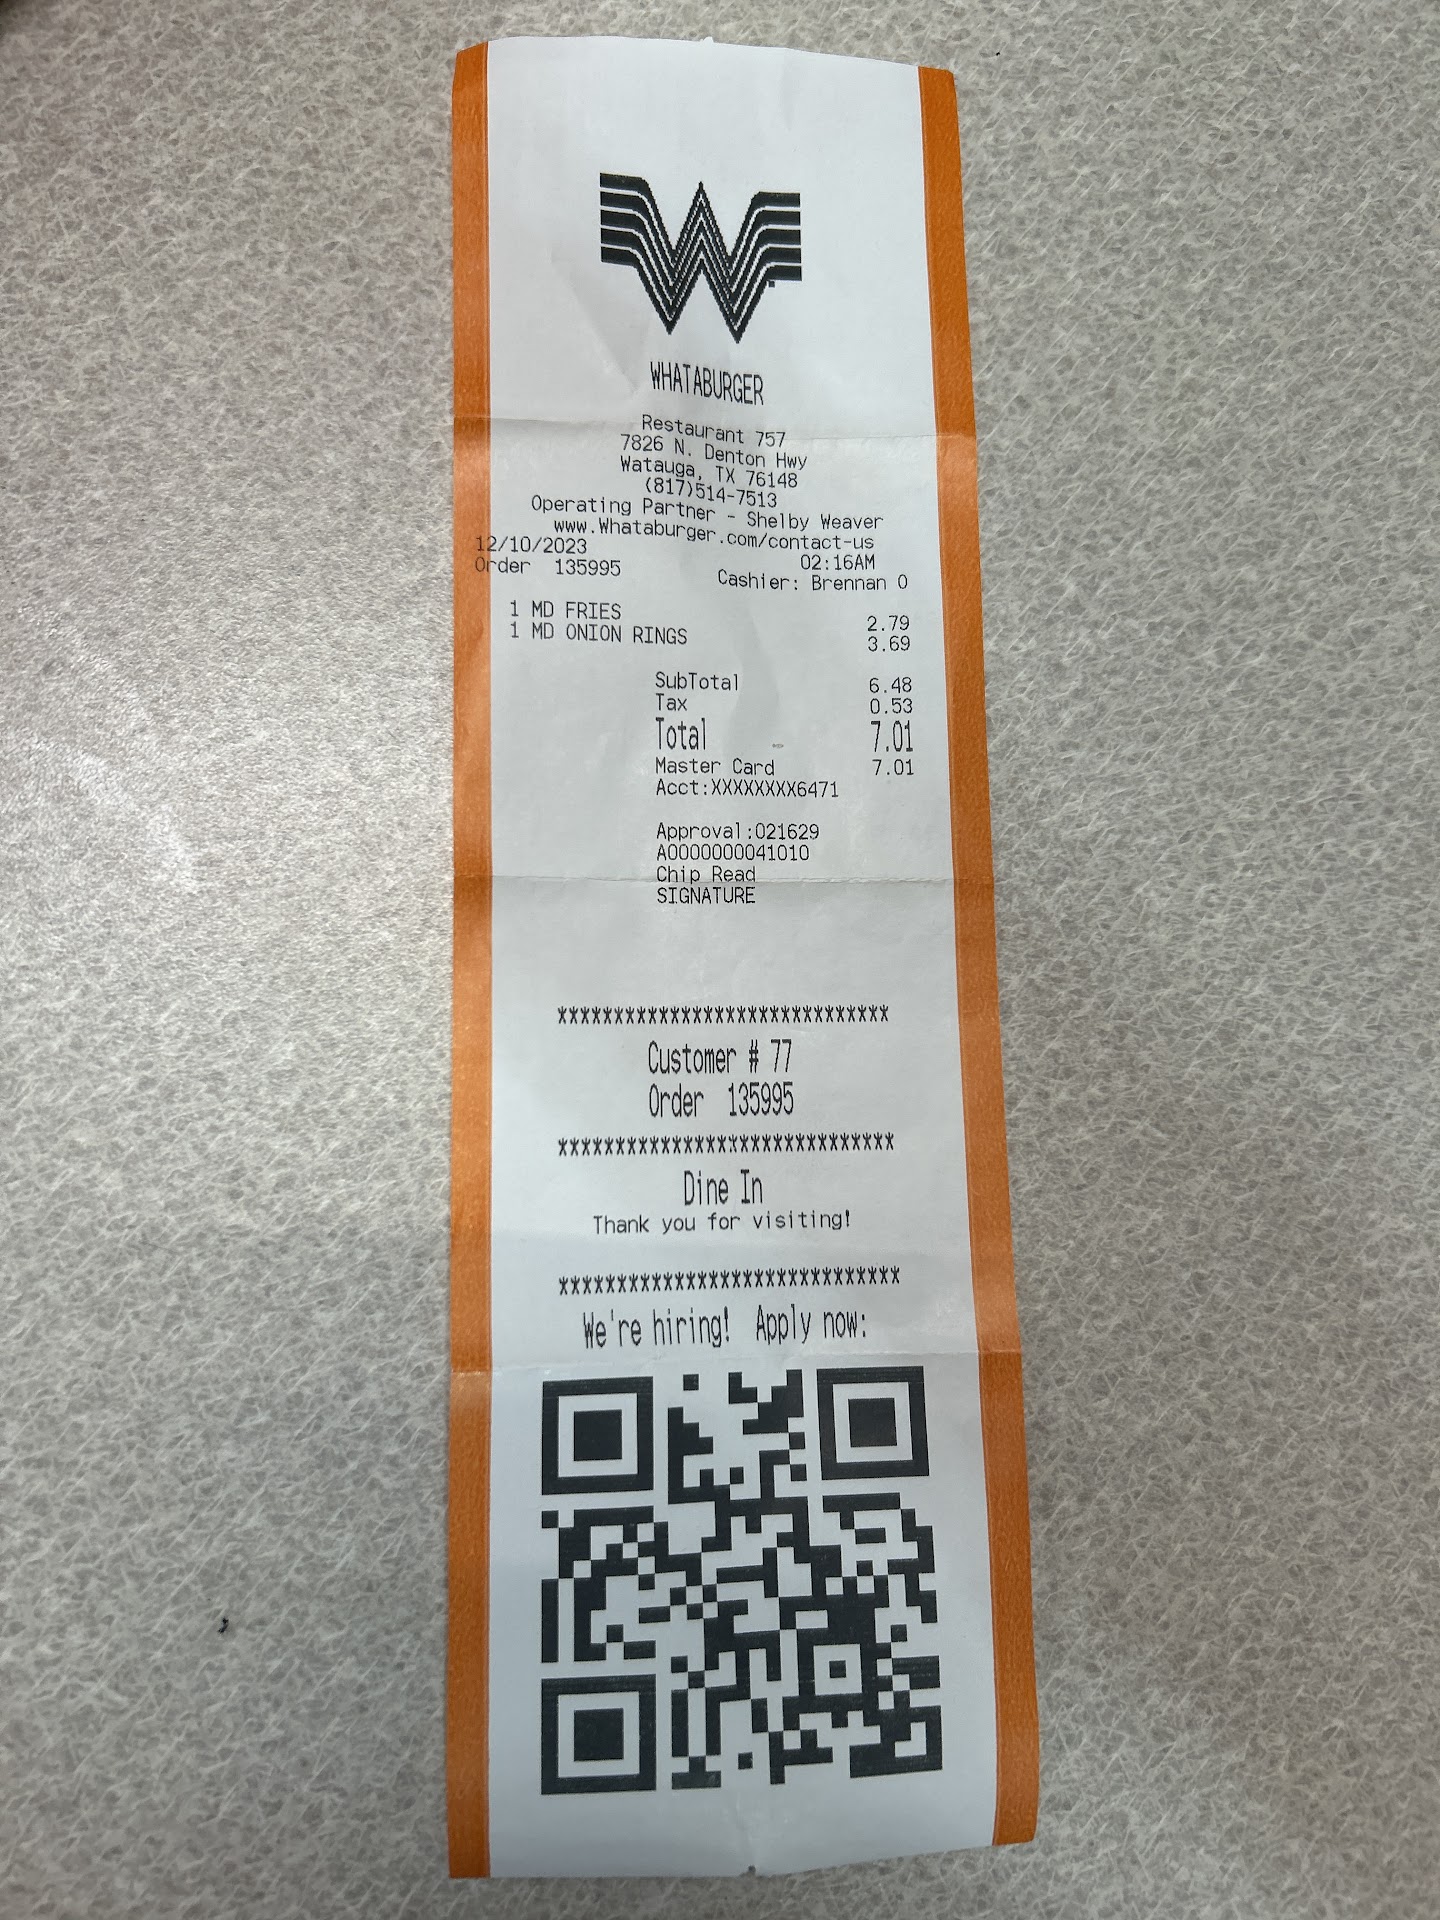 W
WHATABURGER
Restaurant 757
7826 N. Denton Hwy
Watauga, TX 76148
(817)514-7513
Operating Partner - Shelby Weaver
www.Whataburger.com/contact-us
12/10/2023 02:16AM
Order 135995 Cashier: Brennan O
1 MD FRIES 2.79
1 MD ONION RINGS 3.69
SubTotal 6.48
Tax 0.53
Total 7.01
Master Card 7.01
Acct:XXXXXXXX6471
Approval:021629
A0000000041010
Chip Read
SIGNATURE
*****************************
Customer # 77
Order 135995
*****************************
Dine In
Thank you for visiting!
*****************************
We're hiring! Apply now: